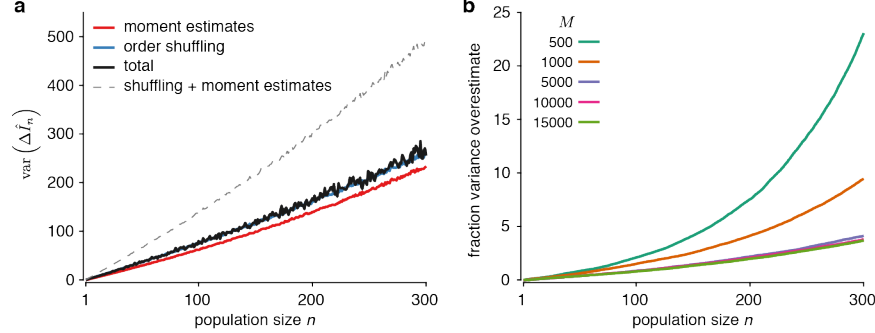 a
moment estimates
order shuffling
total
shuffling + moment estimates
var (Δ Î_n)
500
400
300
200
100
0
1
100
200
300
population size n
b
M
500
1000
5000
10000
15000
fraction variance overestimate
25
20
15
10
5
0
1
100
200
300
population size n